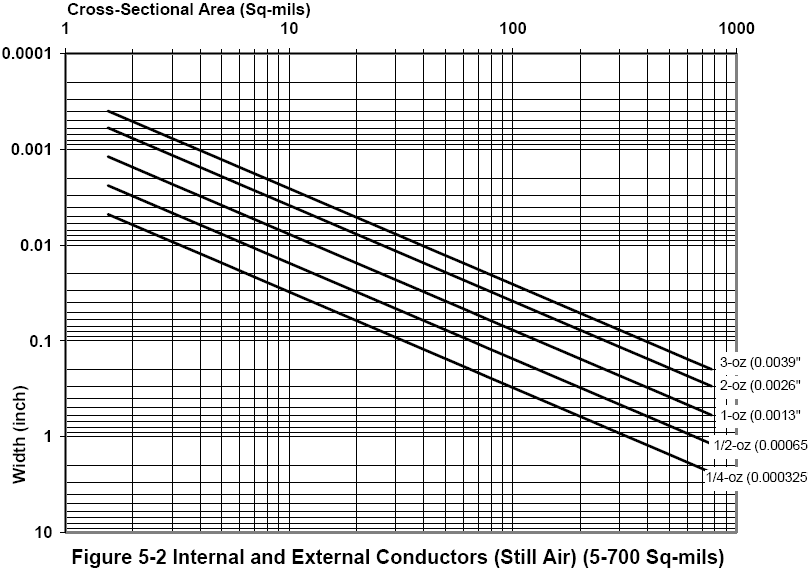 Cross-Sectional Area (Sq-mils)
1 10 100 1000
0.0001
0.001
0.01
0.1
1
10
Width (inch)
3-oz (0.0039"
2-oz (0.0026"
1-oz (0.0013"
1/2-oz (0.00065
1/4-oz (0.000325
Figure 5-2 Internal and External Conductors (Still Air) (5-700 Sq-mils)